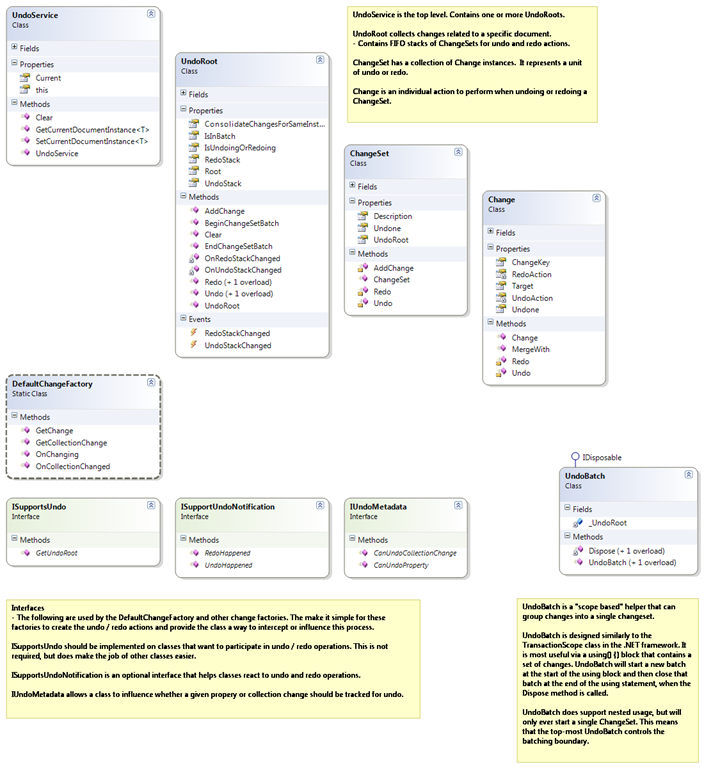 UndoService
Class
Fields
Properties
Current
this
Methods
Clear
GetCurrentDocumentInstance<T>
SetCurrentDocumentInstance<T>
UndoService
UndoRoot
Class
Fields
Properties
ConsolidateChangesForSameInst...
IsInBatch
IsUndoingOrRedoing
RedoStack
Root
UndoStack
Methods
AddChange
BeginChangeSetBatch
Clear
EndChangeSetBatch
OnRedoStackChanged
OnUndoStackChanged
Redo (+ 1 overload)
Undo (+ 1 overload)
UndoRoot
Events
RedoStackChanged
UndoStackChanged
UndoService is the top level. Contains one or more UndoRoots.
UndoRoot collects changes related to a specific document.
- Contains FIFO stacks of ChangeSets for undo and redo actions.
ChangeSet has a collection of Change instances. It represents a unit
of undo or redo.
Change is an individual action to perform when undoing or redoing a
ChangeSet.
ChangeSet
Class
Fields
Properties
Description
Undone
UndoRoot
Methods
AddChange
ChangeSet
Redo
Undo
Change
Class
Fields
Properties
ChangeKey
RedoAction
Target
UndoAction
Undone
Methods
Change
MergeWith
Redo
Undo
DefaultChangeFactory
Static Class
Methods
GetChange
GetCollectionChange
OnChanging
OnCollectionChanged
IDisposable
UndoBatch
Class
Fields
_UndoRoot
Methods
Dispose (+ 1 overload)
UndoBatch (+ 1 overload)
ISupportsUndo
Interface
Methods
GetUndoRoot
ISupportUndoNotification
Interface
Methods
RedoHappened
UndoHappened
IUndoMetadata
Interface
Methods
CanUndoCollectionChange
CanUndoProperty
Interfaces
- The following are used by the DefaultChangeFactory and other change factories. The make it simple for these
factories to create the undo / redo actions and provide the class a way to intercept or influence this process.
ISupportsUndo should be implemented on classes that want to participate in undo / redo operations. This is not
required, but does make the job of other classes easier.
ISupportsUndoNotification is an optional interface that helps classes react to undo and redo operations.
IUndoMetadata allows a class to influence whether a given propery or collection change should be tracked for undo.
UndoBatch is a "scope based" helper that can
group changes into a single changeset.
UndoBatch is designed similarly to the
TransactionScope class in the .NET framework. It
is most useful via a using() {} block that contains a
set of changes. UndoBatch will start a new batch
at the start of the using block and then close that
batch at the end of the using statement, when the
Dispose method is called.
UndoBatch does support nested usage, but will
only ever start a single ChangeSet. This means
that the top-most UndoBatch controls the
batching boundary.